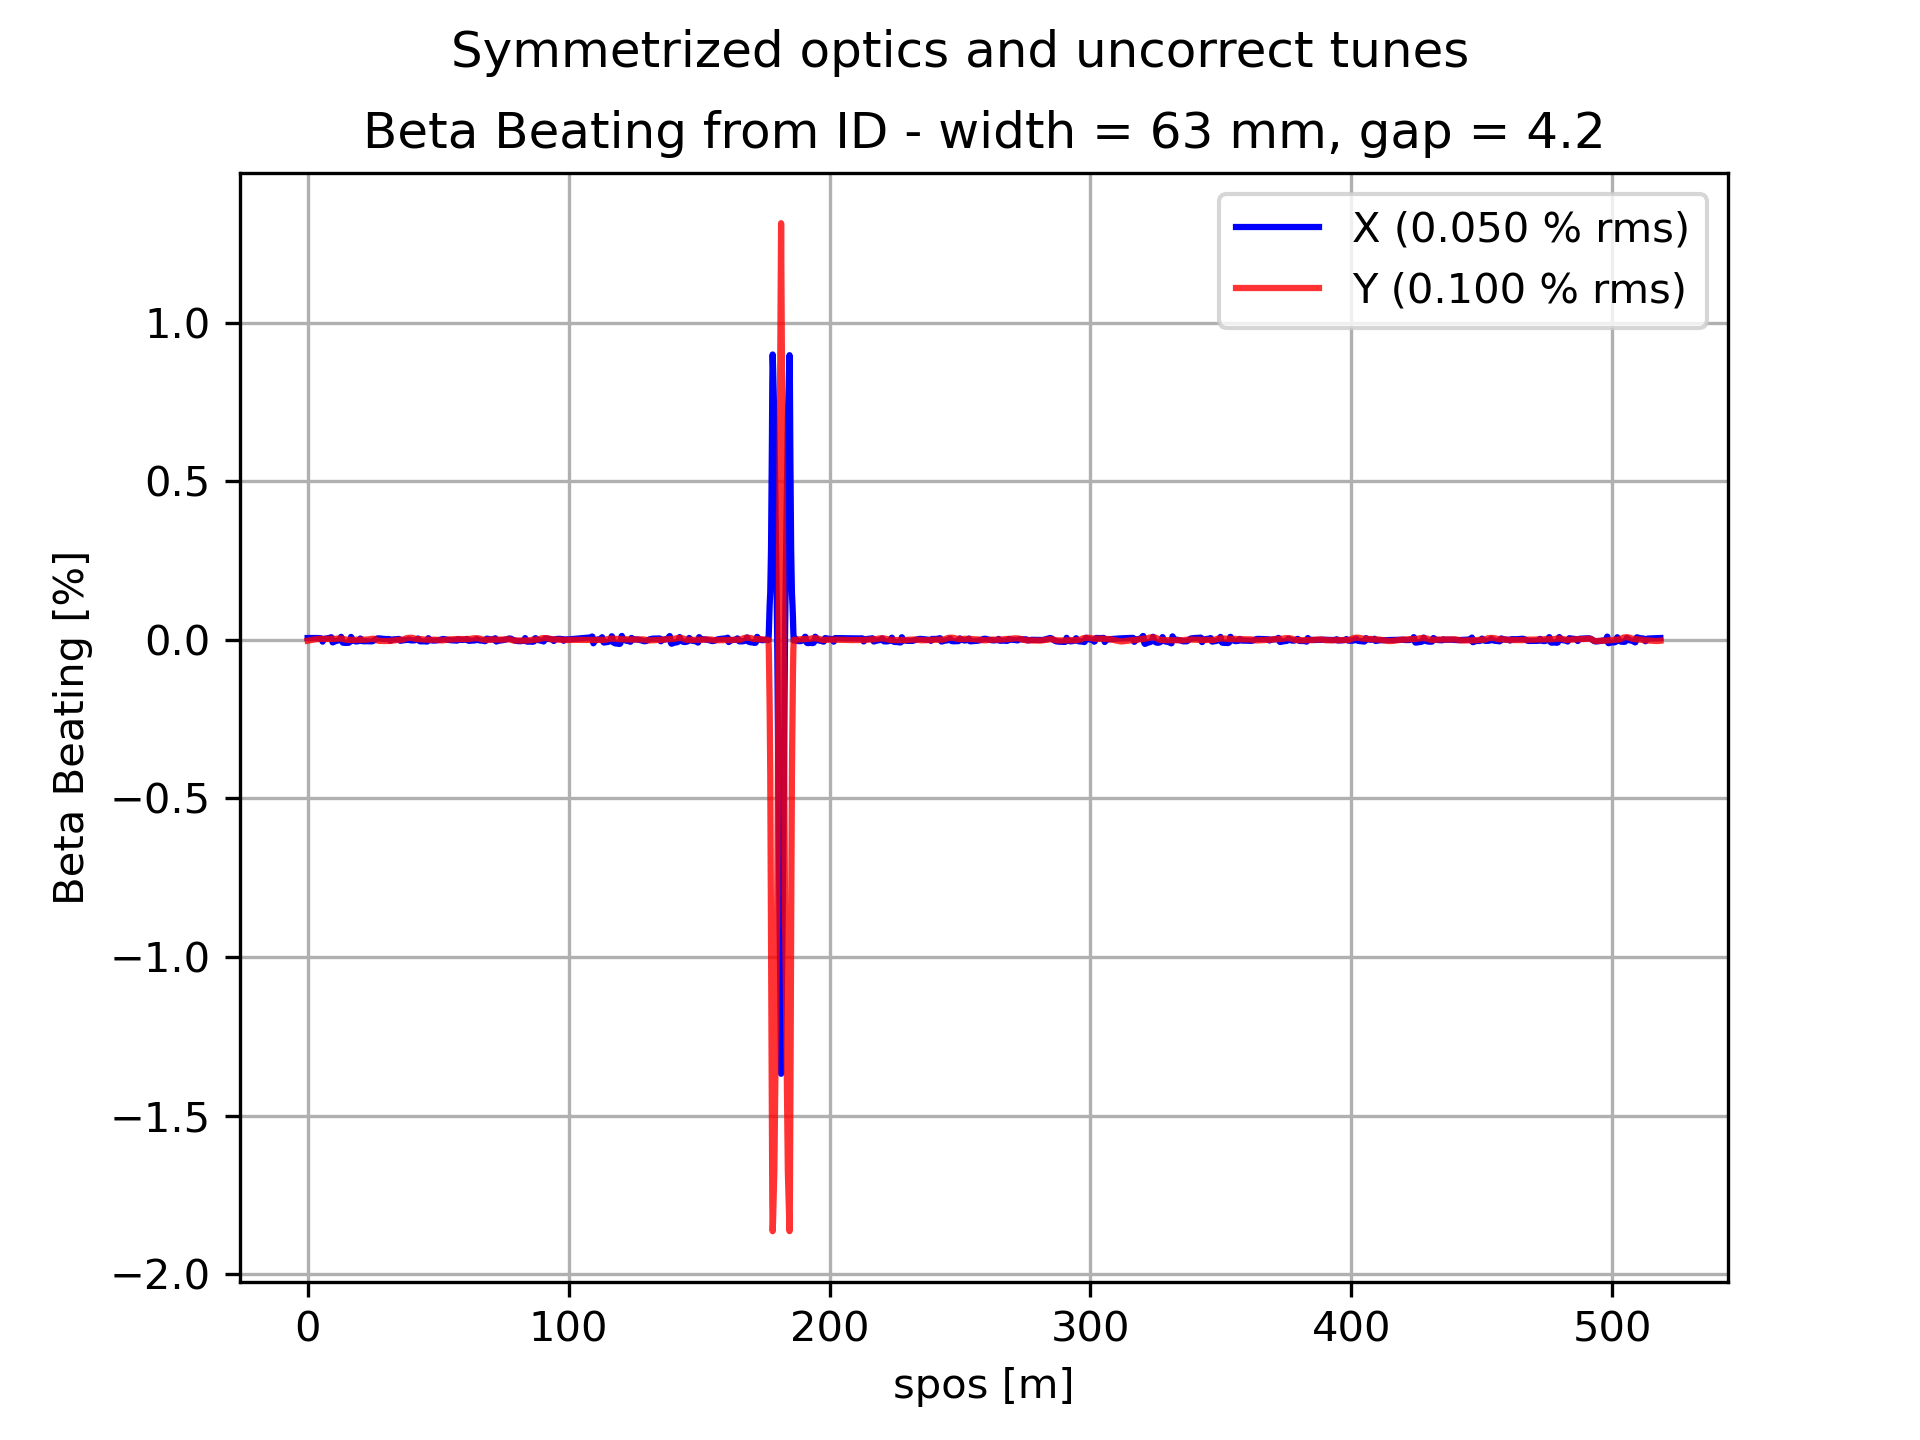 Symmetrized optics and uncorrect tunes
Beta Beating from ID - width = 63 mm, gap = 4.2
X (0.050 % rms)
Y (0.100 % rms)
1.0
0.5
0.0
−0.5
−1.0
−1.5
−2.0
Beta Beating [%]
0 100 200 300 400 500
spos [m]